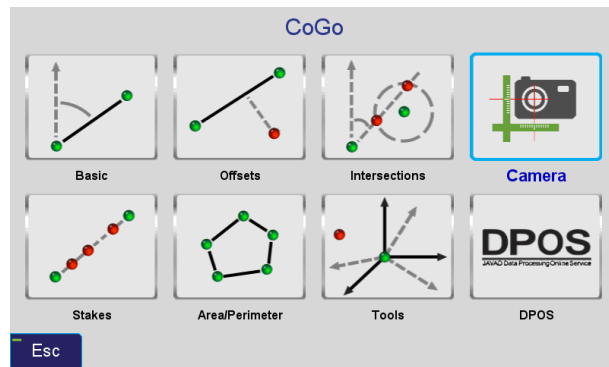 CoGo
Basic
Offsets
Intersections
Camera
DPOS
JAVAD Data Processing Online Service
Stakes
Area/Perimeter
Tools
DPOS
Esc